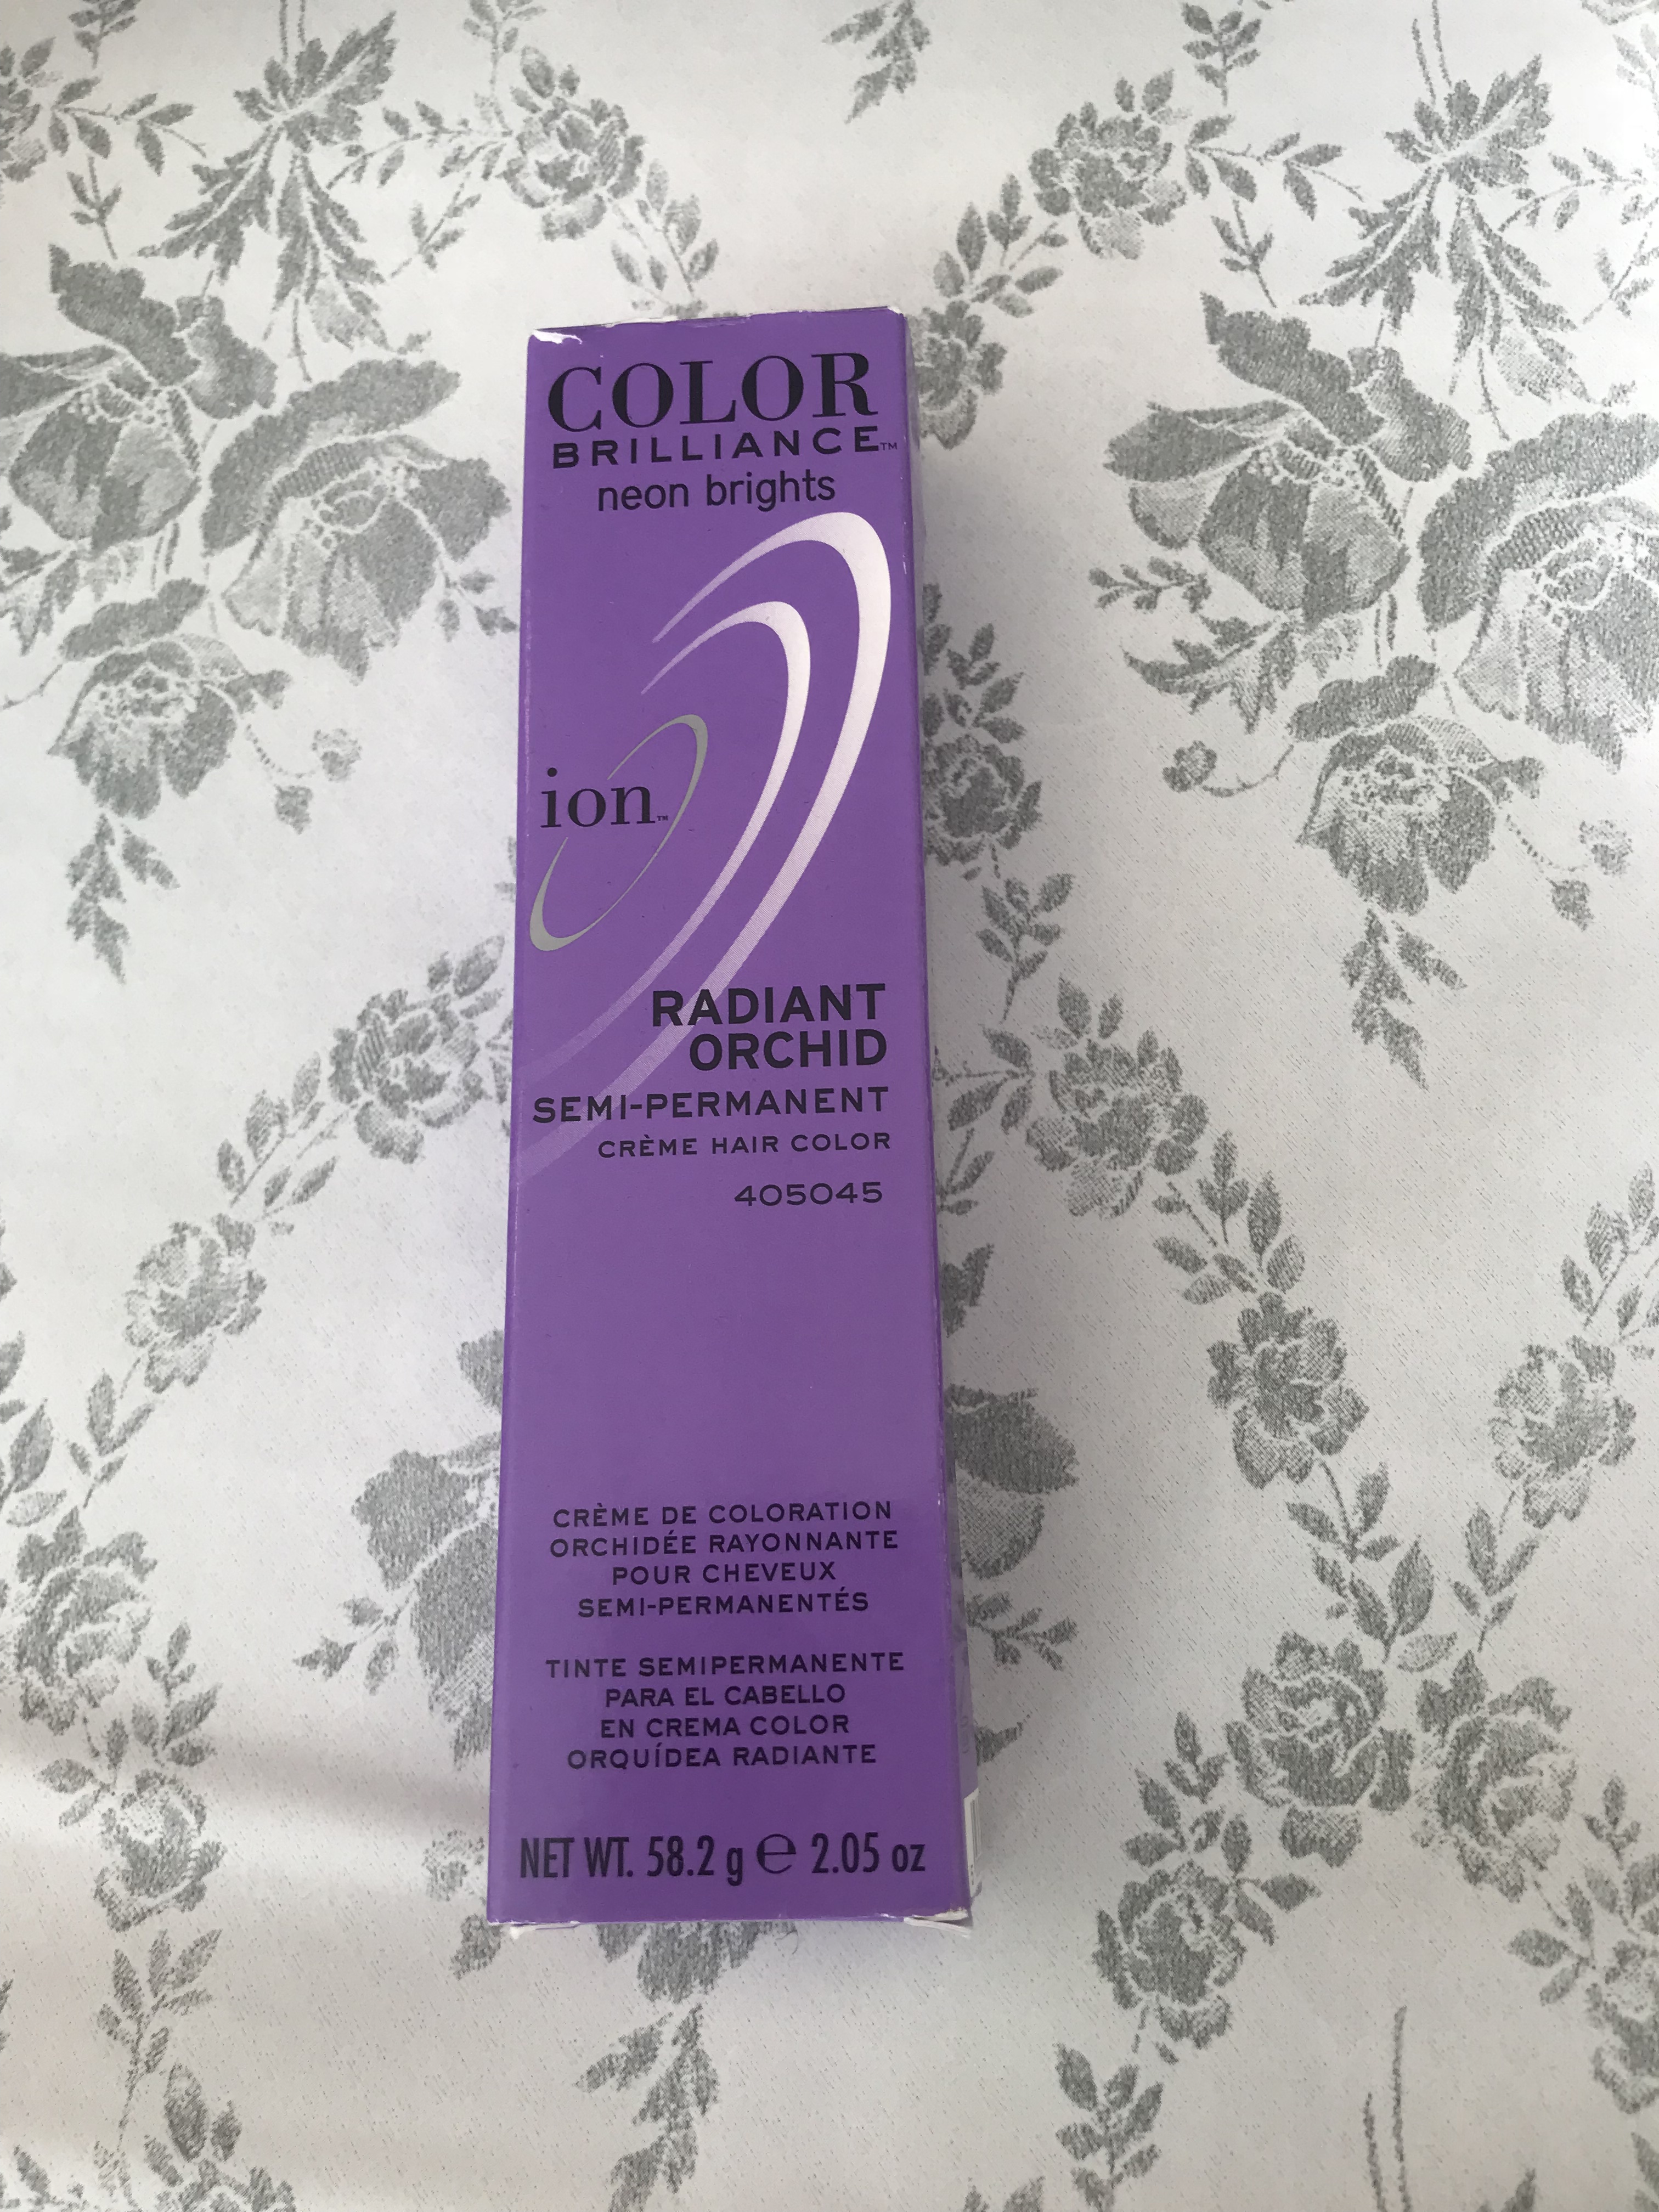 COLOR
BRILLIANCE™
neon brights
ion™
RADIANT
ORCHID
SEMI-PERMANENT
CRÈME HAIR COLOR
405045
CRÈME DE COLORATION
ORCHIDÉE RAYONNANTE
POUR CHEVEUX
SEMI-PERMANENTÉS
TINTE SEMIPERMANENTE
PARA EL CABELLO
EN CREMA COLOR
ORQUÍDEA RADIANTE
NET WT. 58.2 g ℮ 2.05 oz